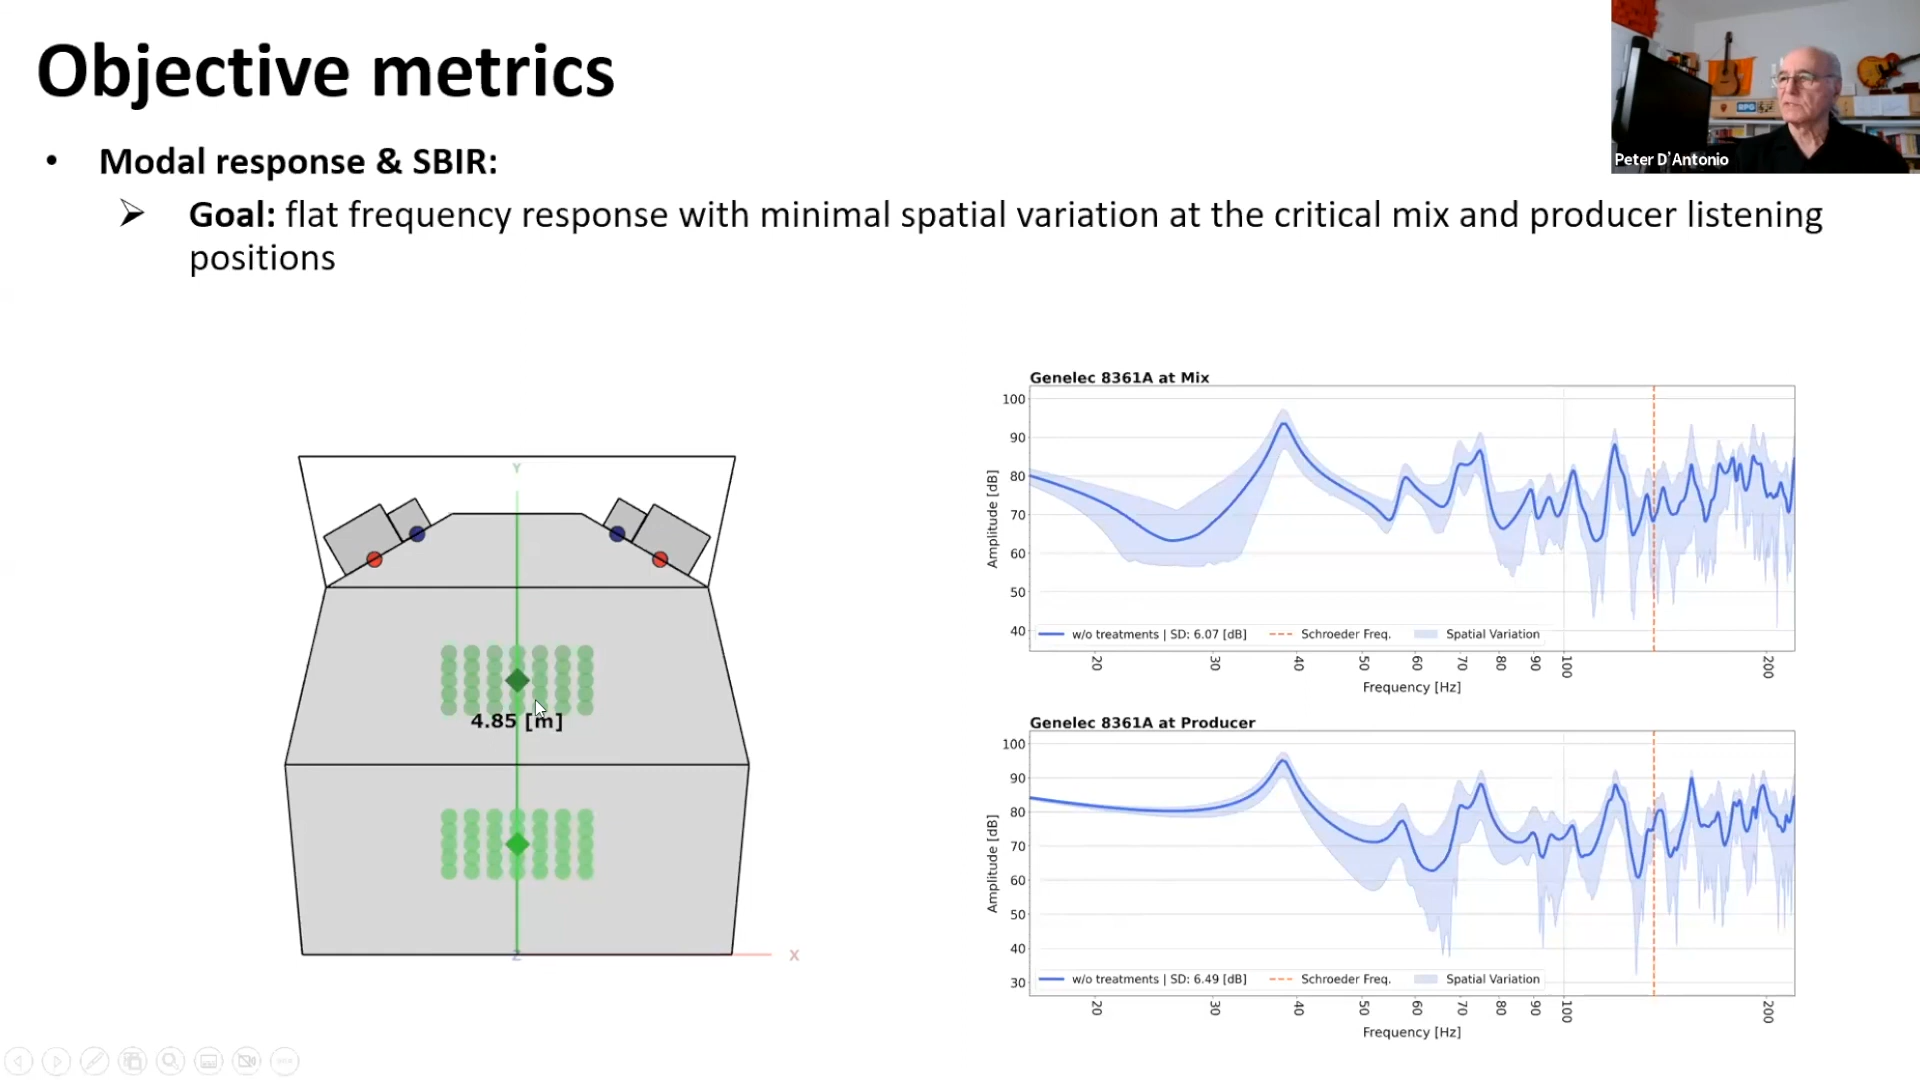 Objective metrics
• Modal response & SBIR:
➢ Goal: flat frequency response with minimal spatial variation at the critical mix and producer listening
positions
RPG
Peter D'Antonio
Y
4.85 [m]
Z
X
Genelec 8361A at Mix
Amplitude [dB]
100
90
80
70
60
50
40
w/o treatments | SD: 6.07 [dB]
Schroeder Freq.
Spatial Variation
20 30 40 50 60 70 80 90 100 200
Frequency [Hz]
Genelec 8361A at Producer
Amplitude [dB]
100
90
80
70
60
50
40
30
w/o treatments | SD: 6.49 [dB]
Schroeder Freq.
Spatial Variation
20 30 40 50 60 70 80 90 100 200
Frequency [Hz]